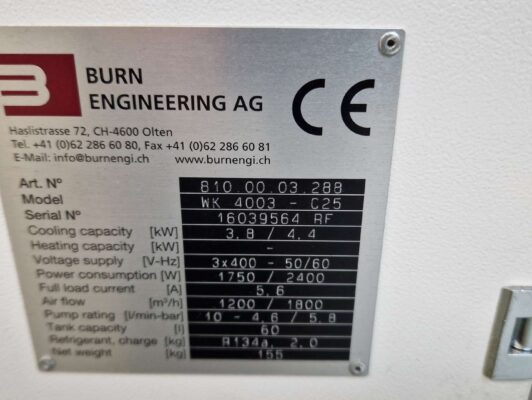 B
BURN
ENGINEERING AG
CE
Haslistrasse 72, CH-4600 Olten
Tel. +41 (0)62 286 60 80, Fax +41 (0)62 286 60 81
E-Mail: info@burnengi.ch www.burnengi.ch
Art. Nº 810.00.03.288
Model WK 4003 - C25
Serial Nº 16039564 RF
Cooling capacity [kW] 3,8 / 4,4
Heating capacity [kW] -
Voltage supply [V-Hz] 3x400 - 50/60
Power consumption [W] 1750 / 2400
Full load current [A] 5,6
Air flow [m³/h] 1200 / 1800
Pump rating [l/min-bar] 10 - 4,6 / 5,8
Tank capacity [l] 60
Refrigerant, charge [kg] R134a, 2,0
Net weight [kg] 155